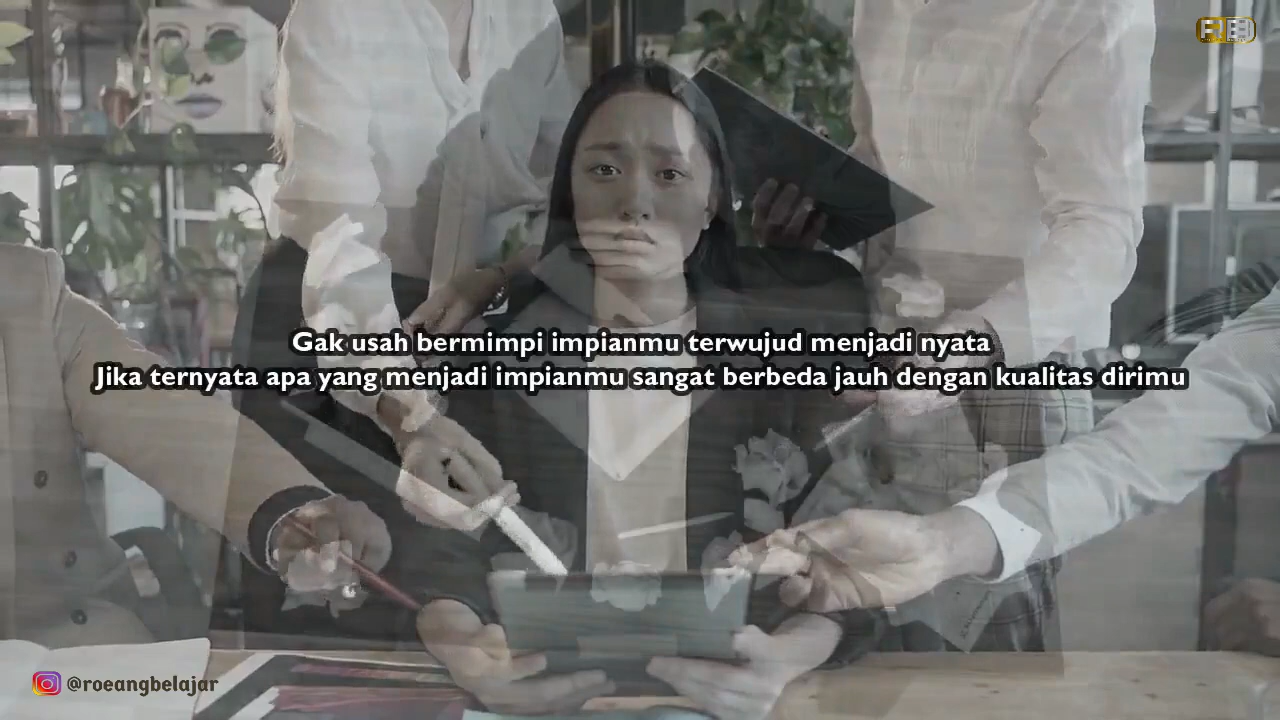 RB
Gak usah bermimpi impianmu terwujud menjadi nyata
Jika ternyata apa yang menjadi impianmu sangat berbeda jauh dengan kualitas dirimu
@roeangbelajar